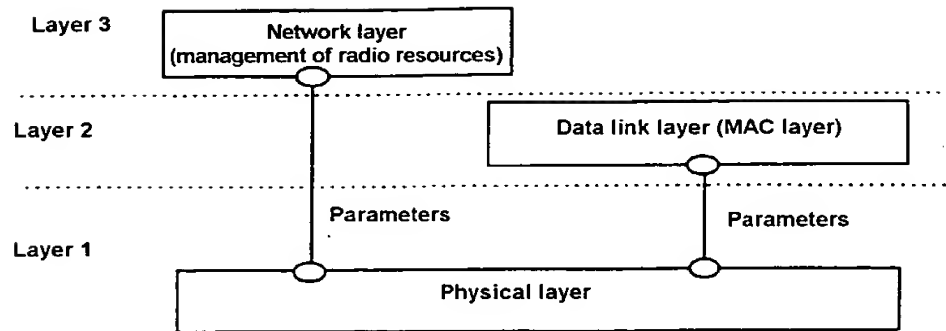 Layer 3
Network layer
(management of radio resources)
Layer 2
Data link layer (MAC layer)
Parameters
Parameters
Layer 1
Physical layer